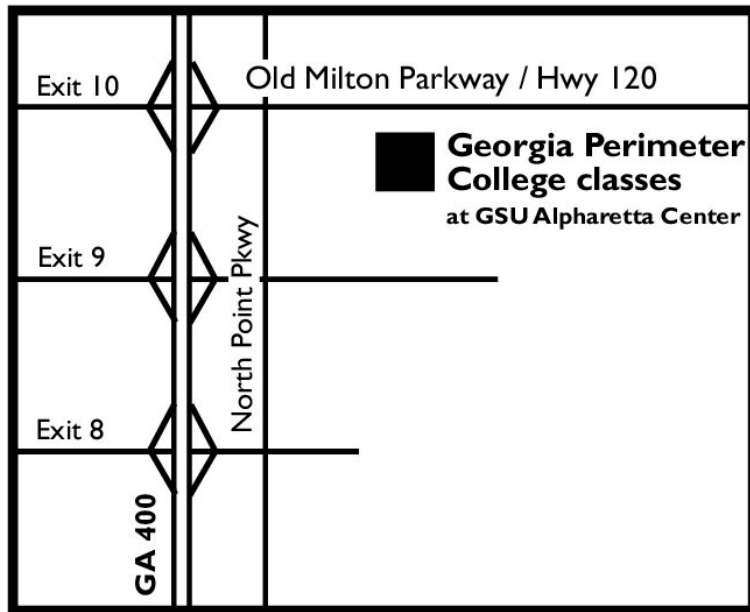 Exit 10
Old Milton Parkway / Hwy 120
Georgia Perimeter
College classes
at GSU Alpharetta Center
Exit 9
North Point Pkwy
Exit 8
GA 400